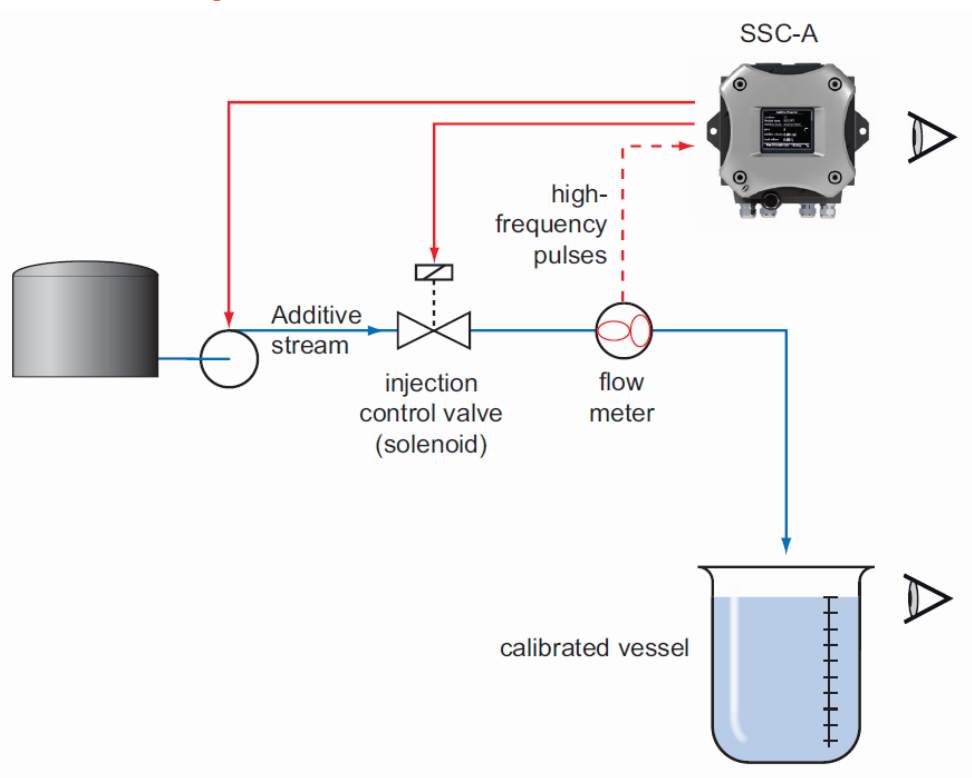 SSC-A
high-
frequency
pulses
Additive
stream
injection
control valve
(solenoid)
flow
meter
calibrated vessel